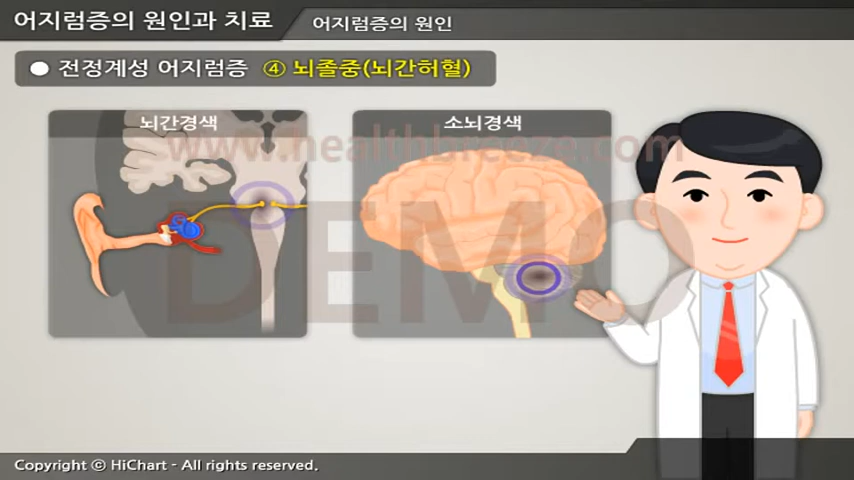 어지럼증의 원인과 치료
어지럼증의 원인
● 전정계성 어지럼증 ④ 뇌졸중(뇌간허혈)
뇌간경색
소뇌경색
www.healthbreeze.com
DEMO
Copyright ⓒ HiChart - All rights reserved.